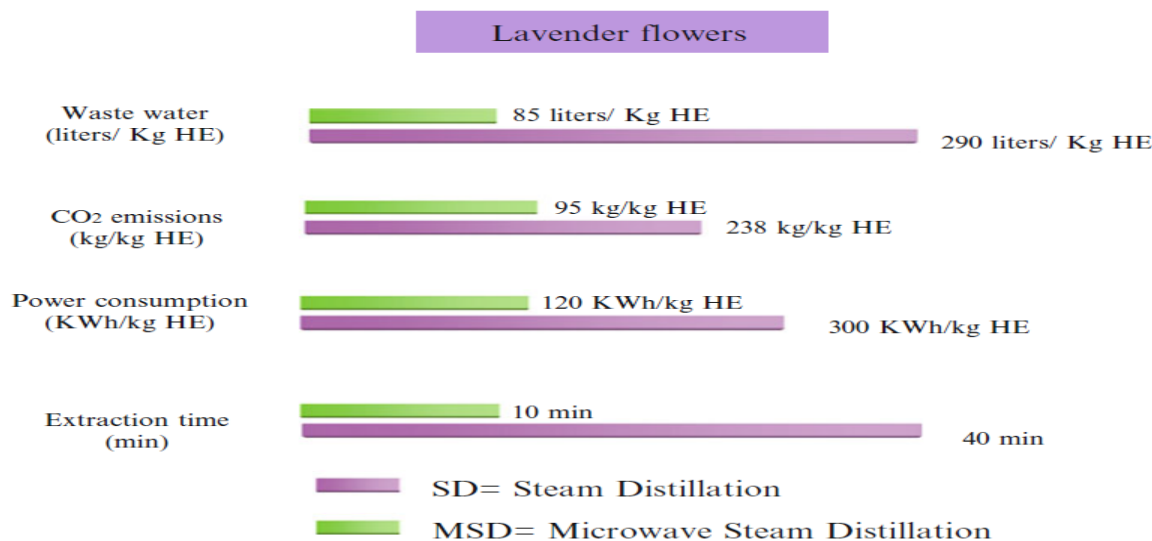 Lavender flowers
Waste water
(liters/ Kg HE)
85 liters/ Kg HE
290 liters/ Kg HE
CO2 emissions
(kg/kg HE)
95 kg/kg HE
238 kg/kg HE
Power consumption
(KWh/kg HE)
120 KWh/kg HE
300 KWh/kg HE
Extraction time
(min)
10 min
40 min
SD= Steam Distillation
MSD= Microwave Steam Distillation